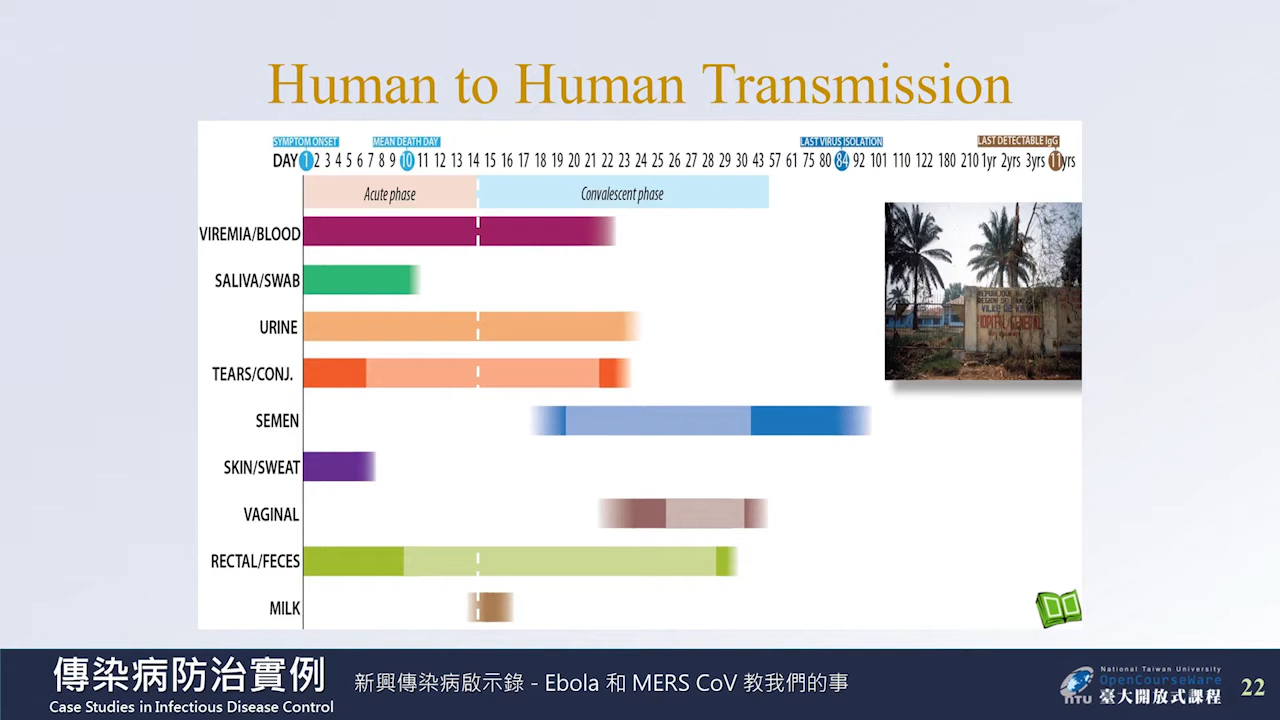 Human to Human Transmission
SYMPTOM ONSET MEAN DEATH DAY LAST VIRUS ISOLATION LAST DETECTABLE IgG
DAY 1 2 3 4 5 6 7 8 9 10 11 12 13 14 15 16 17 18 19 20 21 22 23 24 25 26 27 28 29 30 43 57 61 75 80 84 92 101 110 122 180 210 1yr 2yrs 3yrs 11yrs
Acute phase Convalescent phase
VIREMIA/BLOOD
SALIVA/SWAB
URINE
TEARS/CONJ.
SEMEN
SKIN/SWEAT
VAGINAL
RECTAL/FECES
MILK
HOPITAL GENERAL
傳染病防治實例
Case Studies in Infectious Disease Control
新興傳染病啟示錄 - Ebola 和 MERS CoV 教我們的事
NTU
National Taiwan University
OpenCourseWare
臺大開放式課程
22